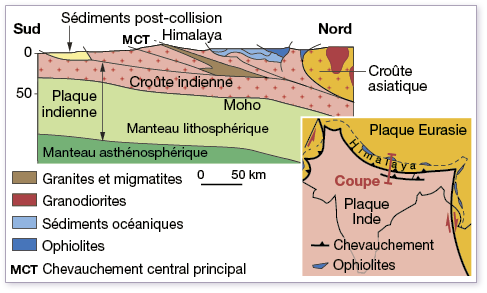 Sédiments post-collision
Sud
MCT
Himalaya
Nord
0
50
Croûte indienne
Croûte
asiatique
Moho
Plaque
indienne
Manteau lithosphérique
Manteau asthénosphérique
Granites et migmatites
0 50 km
Granodiorites
Sédiments océaniques
Ophiolites
MCT Chevauchement central principal
Plaque Eurasie
Himalaya
Coupe
Plaque
Inde
Chevauchement
Ophiolites